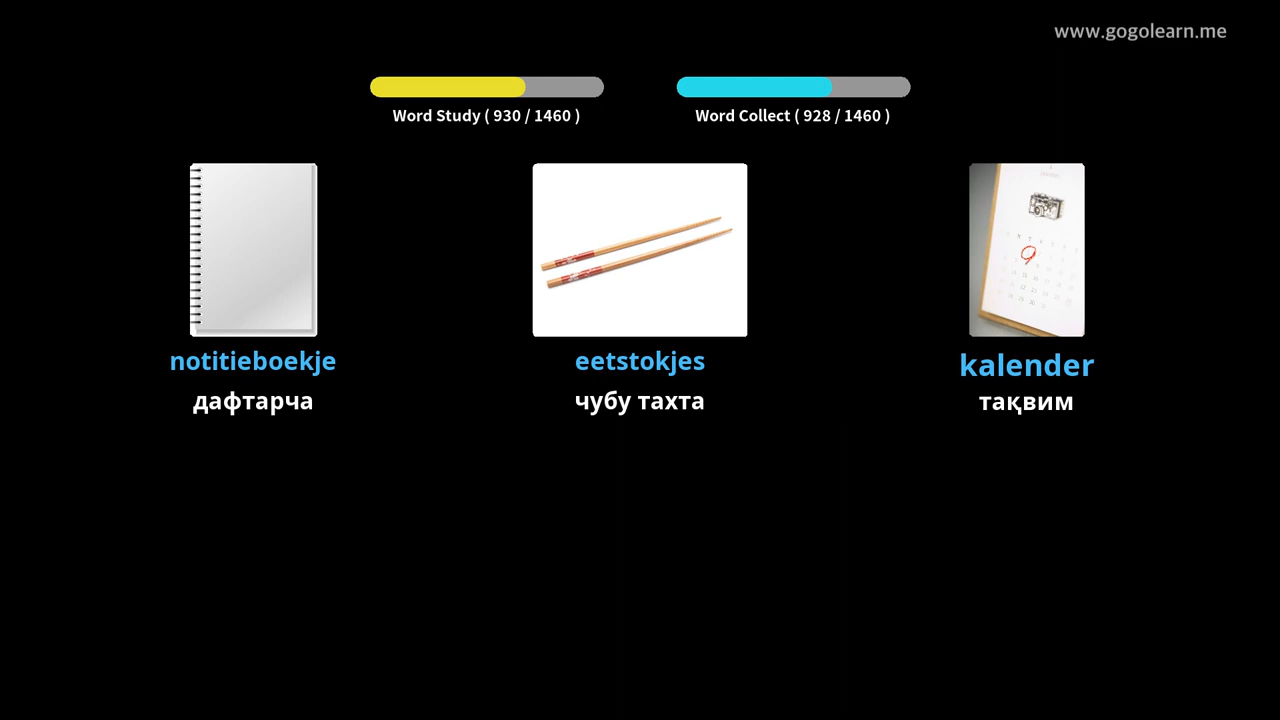 www.gogolearn.me
Word Study ( 930 / 1460 )
Word Collect ( 928 / 1460 )
notitieboekje
eetstokjes
kalender
дафтарча
чубу тахта
тақвим